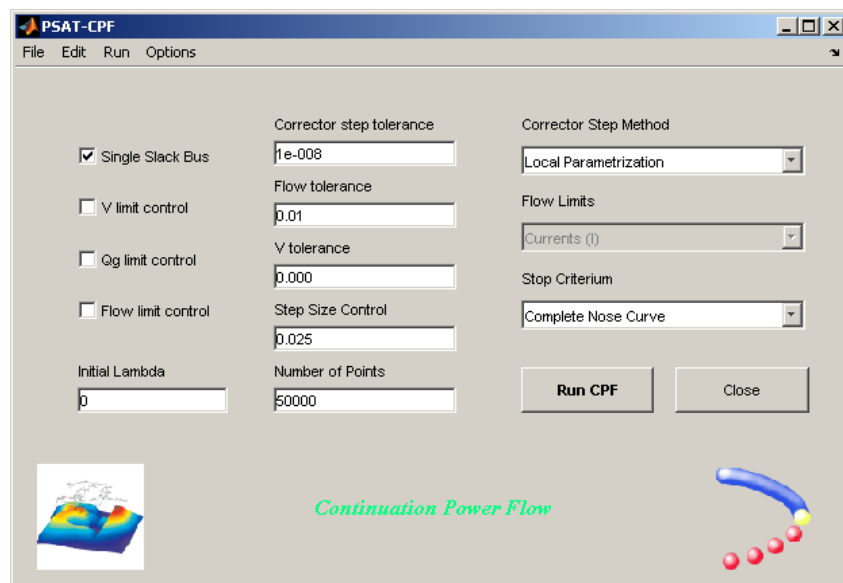 PSAT-CPF
File Edit Run Options
Single Slack Bus
V limit control
Qg limit control
Flow limit control
Initial Lambda
0
Corrector step tolerance
1e-008
Flow tolerance
0.01
V tolerance
0.000
Step Size Control
0.025
Number of Points
50000
Corrector Step Method
Local Parametrization
Flow Limits
Currents (I)
Stop Criterium
Complete Nose Curve
Run CPF Close
Continuation Power Flow